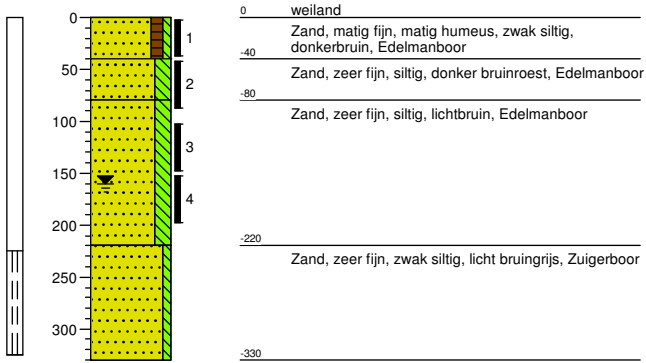 0
50
100
150
200
250
300
1
2
3
4
0 weiland
Zand, matig fijn, matig humeus, zwak siltig,
donkerbruin, Edelmanboor
-40
Zand, zeer fijn, siltig, donker bruinroest, Edelmanboor
-80
Zand, zeer fijn, siltig, lichtbruin, Edelmanboor
-220
Zand, zeer fijn, zwak siltig, licht bruingrijs, Zuigerboor
-330